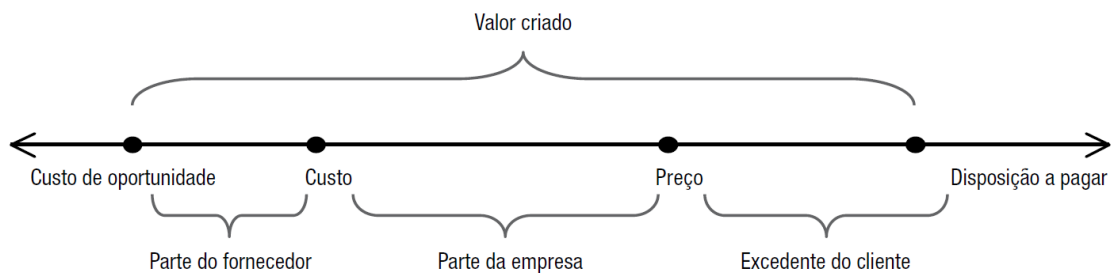 Valor criado
Custo de oportunidade
Custo
Preço
Disposição a pagar
Parte do fornecedor
Parte da empresa
Excedente do cliente